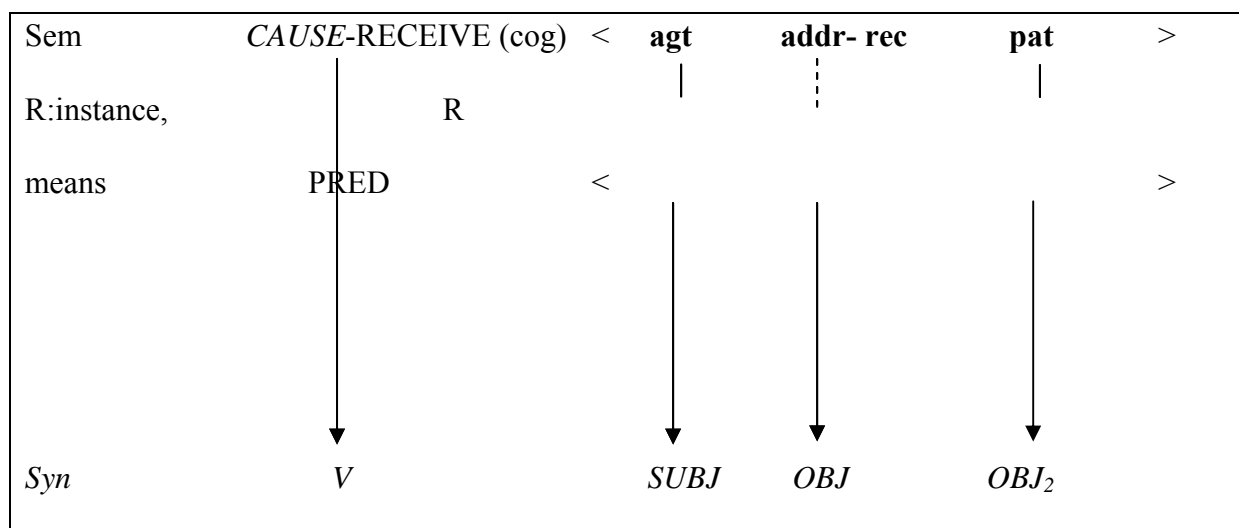 Sem CAUSE-RECEIVE (cog) < agt addr- rec pat >
R:instance, R
means PRED < >
Syn V SUBJ OBJ OBJ₂